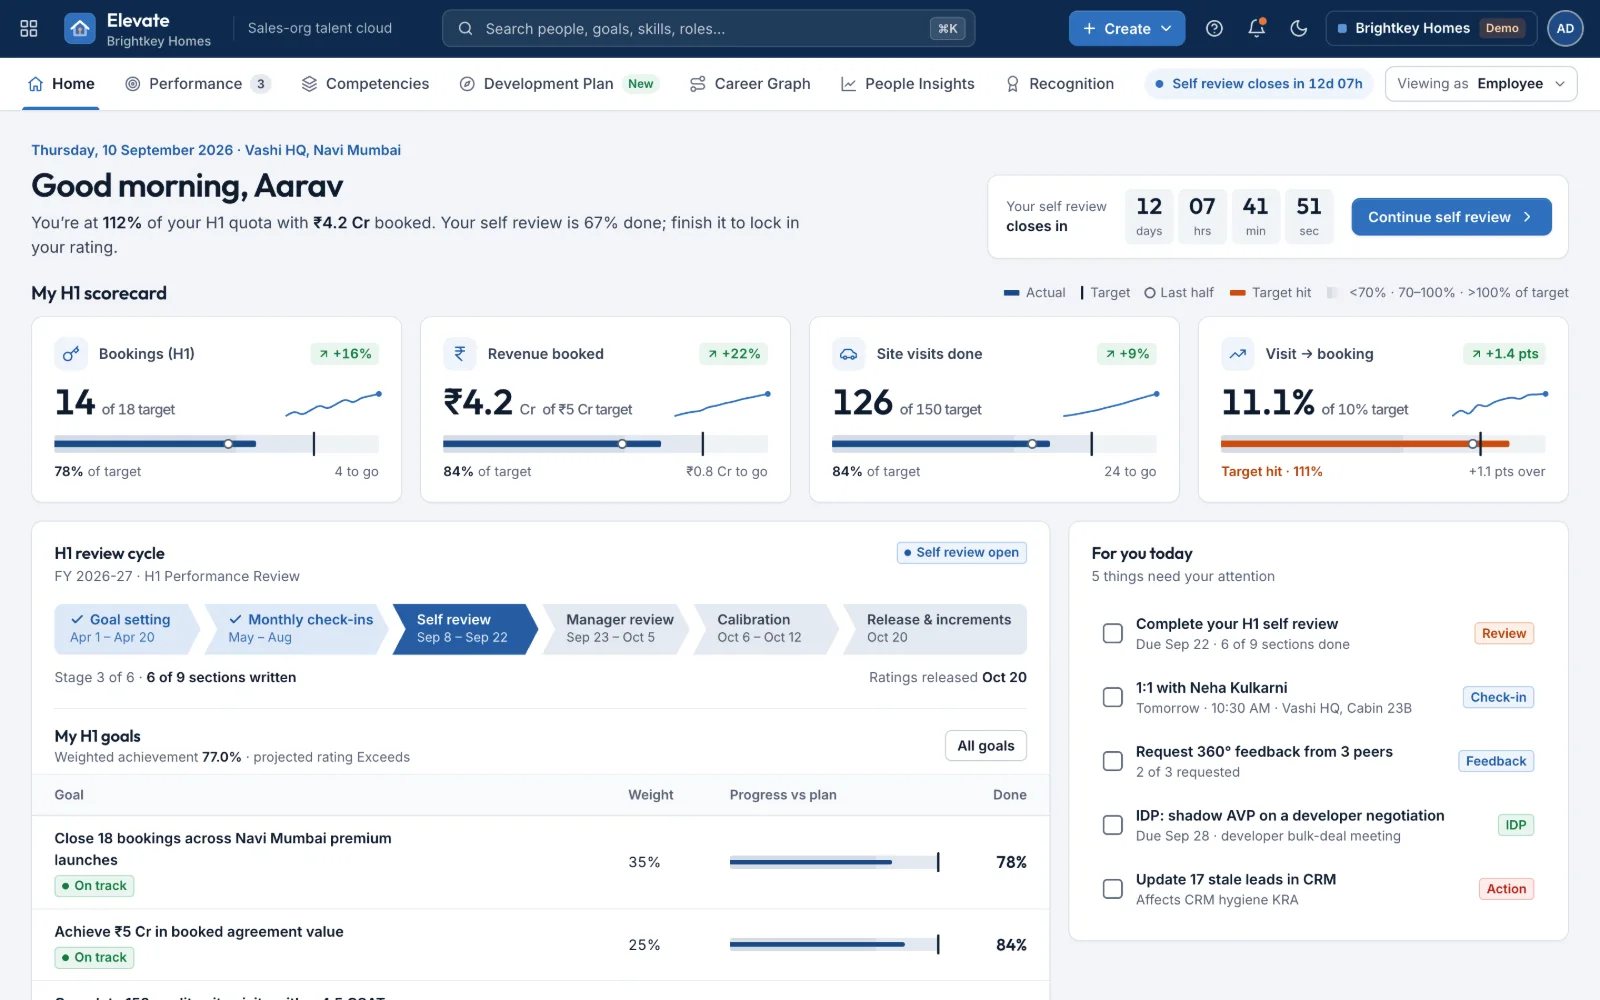 Elevate
Brightkey Homes
Sales-org talent cloud
Search people, goals, skills, roles...
⌘K
+ Create
Brightkey Homes Demo
AD
Home
Performance 3
Competencies
Development Plan New
Career Graph
People Insights
Recognition
Self review closes in 12d 07h
Viewing as Employee
Thursday, 10 September 2026 · Vashi HQ, Navi Mumbai
Good morning, Aarav
You're at 112% of your H1 quota with ₹4.2 Cr booked. Your self review is 67% done; finish it to lock in
your rating.
Your self review
closes in
12 days
07 hrs
41 min
51 sec
Continue self review
My H1 scorecard
Actual
Target
Last half
Target hit
<70% · 70–100% · >100% of target
Bookings (H1)
+16%
14 of 18 target
78% of target
4 to go
₹
Revenue booked
+22%
₹4.2 Cr of ₹5 Cr target
84% of target
₹0.8 Cr to go
Site visits done
+9%
126 of 150 target
84% of target
24 to go
Visit → booking
+1.4 pts
11.1% of 10% target
Target hit · 111%
+1.1 pts over
H1 review cycle
FY 2026-27 · H1 Performance Review
Self review open
Goal setting
Apr 1 – Apr 20
Monthly check-ins
May – Aug
Self review
Sep 8 – Sep 22
Manager review
Sep 23 – Oct 5
Calibration
Oct 6 – Oct 12
Release & increments
Oct 20
Stage 3 of 6 · 6 of 9 sections written
Ratings released Oct 20
My H1 goals
Weighted achievement 77.0% · projected rating Exceeds
All goals
Goal
Weight
Progress vs plan
Done
Close 18 bookings across Navi Mumbai premium
launches
On track
35%
78%
Achieve ₹5 Cr in booked agreement value
On track
25%
84%
For you today
5 things need your attention
Complete your H1 self review
Due Sep 22 · 6 of 9 sections done
Review
1:1 with Neha Kulkarni
Tomorrow · 10:30 AM · Vashi HQ, Cabin 23B
Check-in
Request 360° feedback from 3 peers
2 of 3 requested
Feedback
IDP: shadow AVP on a developer negotiation
Due Sep 28 · developer bulk-deal meeting
IDP
Update 17 stale leads in CRM
Affects CRM hygiene KRA
Action